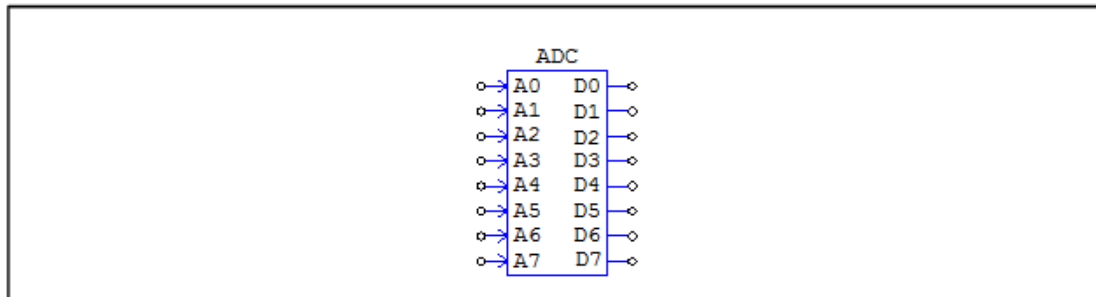 ADC
A0 D0
A1 D1
A2 D2
A3 D3
A4 D4
A5 D5
A6 D6
A7 D7